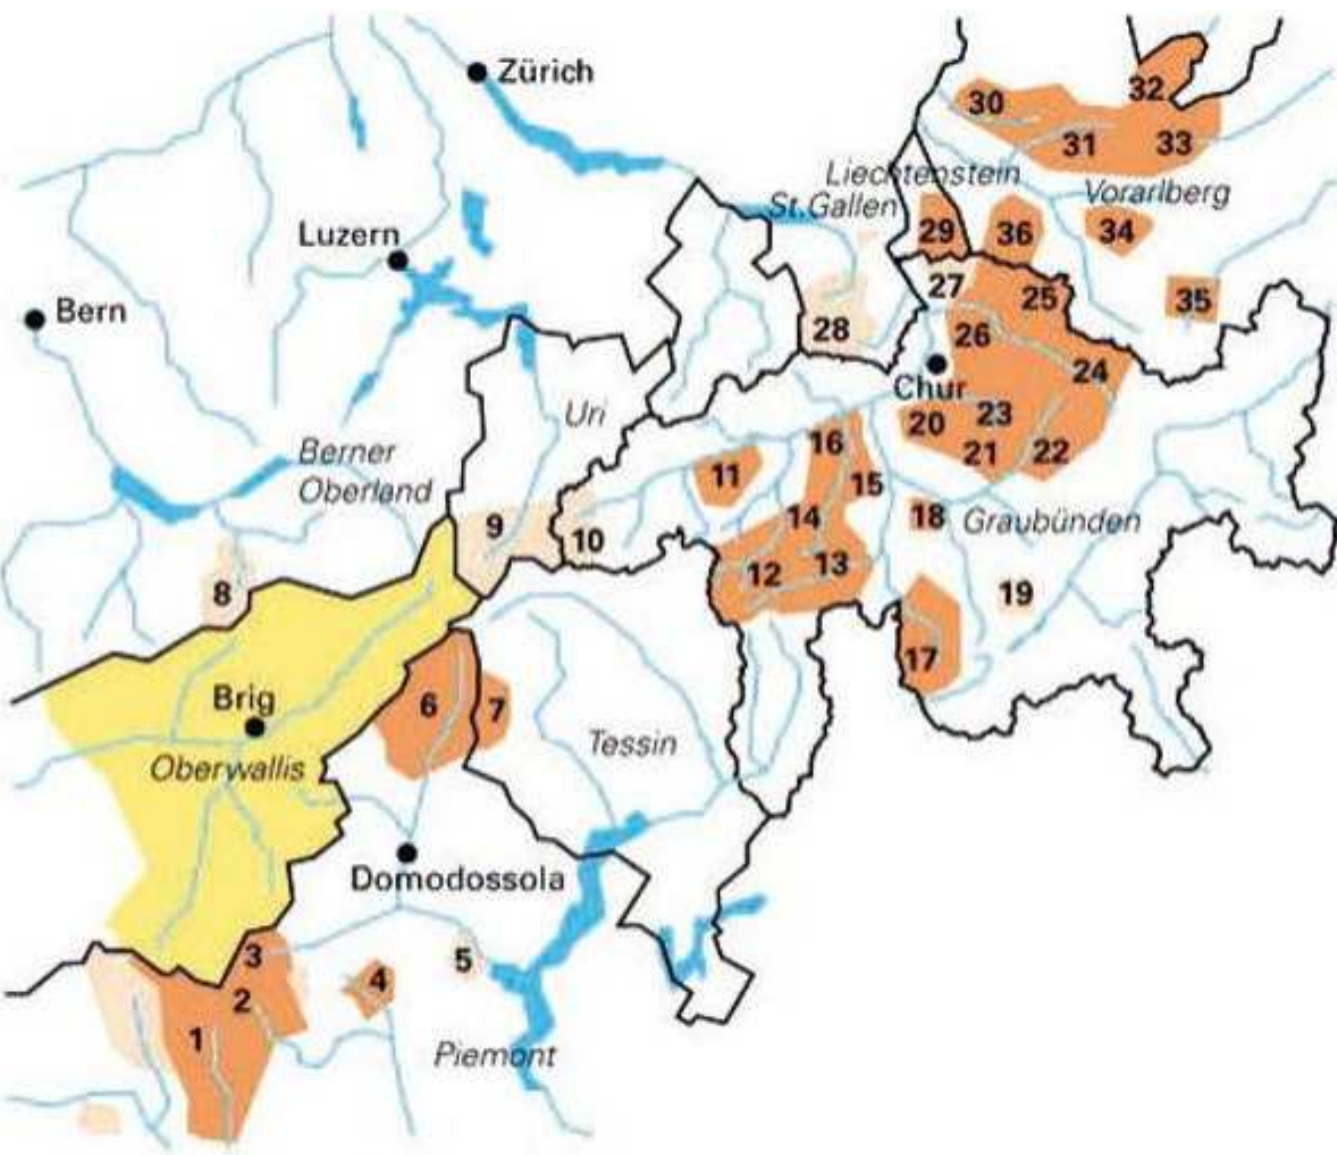 Zürich
32
30
31
33
Liechtenstein
Vorarlberg
St.Gallen
Luzern
29
36
34
27
25
35
Bern
28
26
24
Chur
Uri
20
23
16
21
22
Berner
Oberland
11
15
14
18
Graubünden
9
10
12
13
8
19
17
Brig
6
7
Tessin
Oberwallis
Domodossola
3
5
4
2
1
Piemont